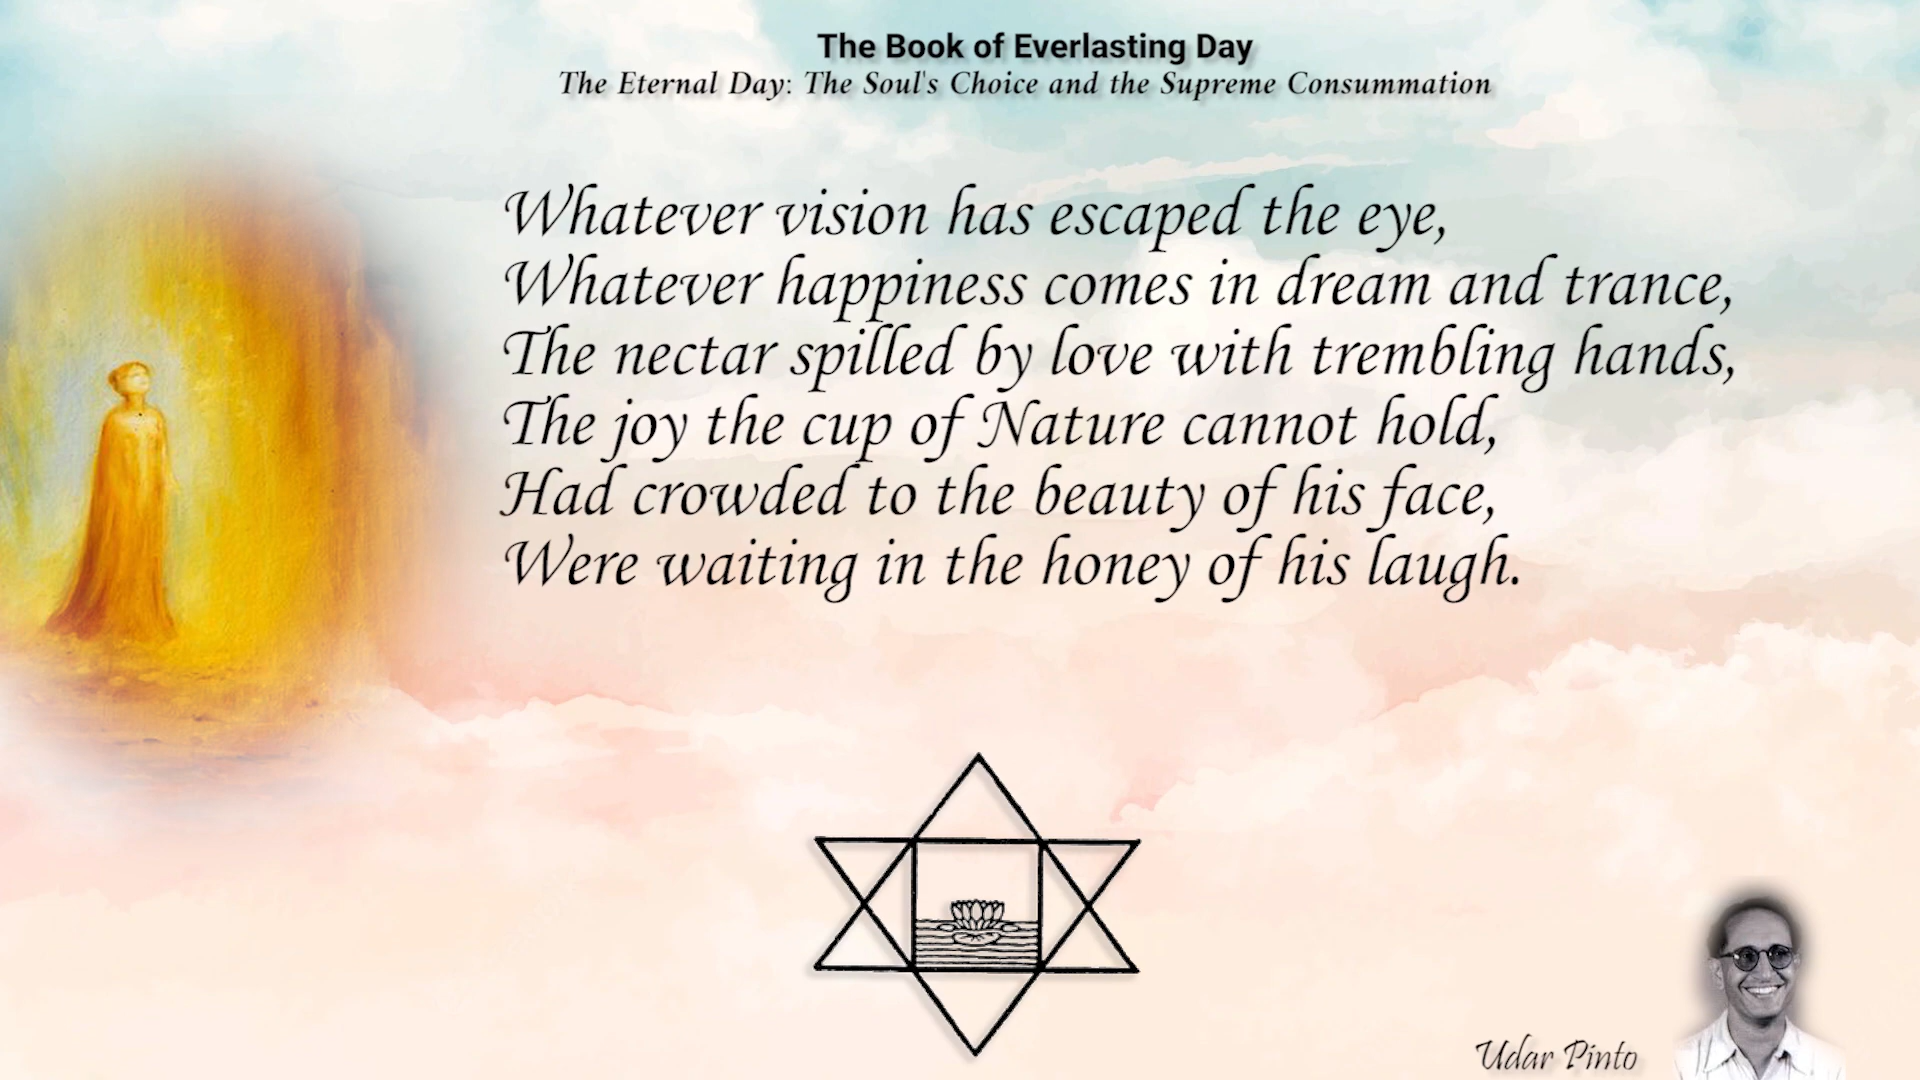 The Book of Everlasting Day
The Eternal Day: The Soul's Choice and the Supreme Consummation
Whatever vision has escaped the eye,
Whatever happiness comes in dream and trance,
The nectar spilled by love with trembling hands,
The joy the cup of Nature cannot hold,
Had crowded to the beauty of his face,
Were waiting in the honey of his laugh.
Udar Pinto